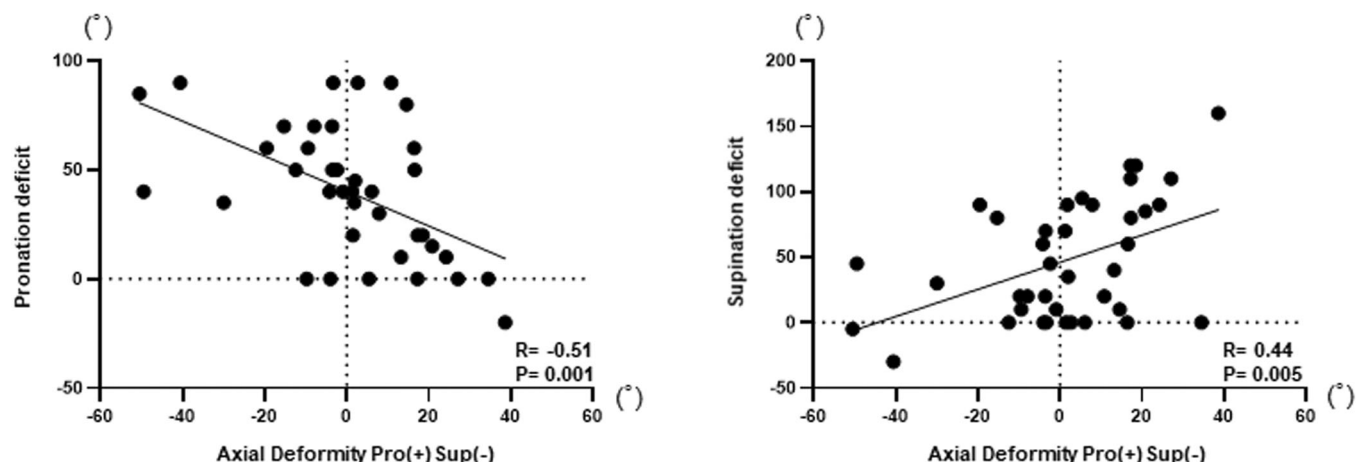 (°)
100
50
0
-50
Pronation deficit
-60 -40 -20 0 20 40 60
(°)
R= -0.51
P= 0.001
Axial Deformity Pro(+) Sup(-)
(°)
200
150
100
50
0
-50
Supination deficit
-60 -40 -20 0 20 40 60
(°)
R= 0.44
P= 0.005
Axial Deformity Pro(+) Sup(-)